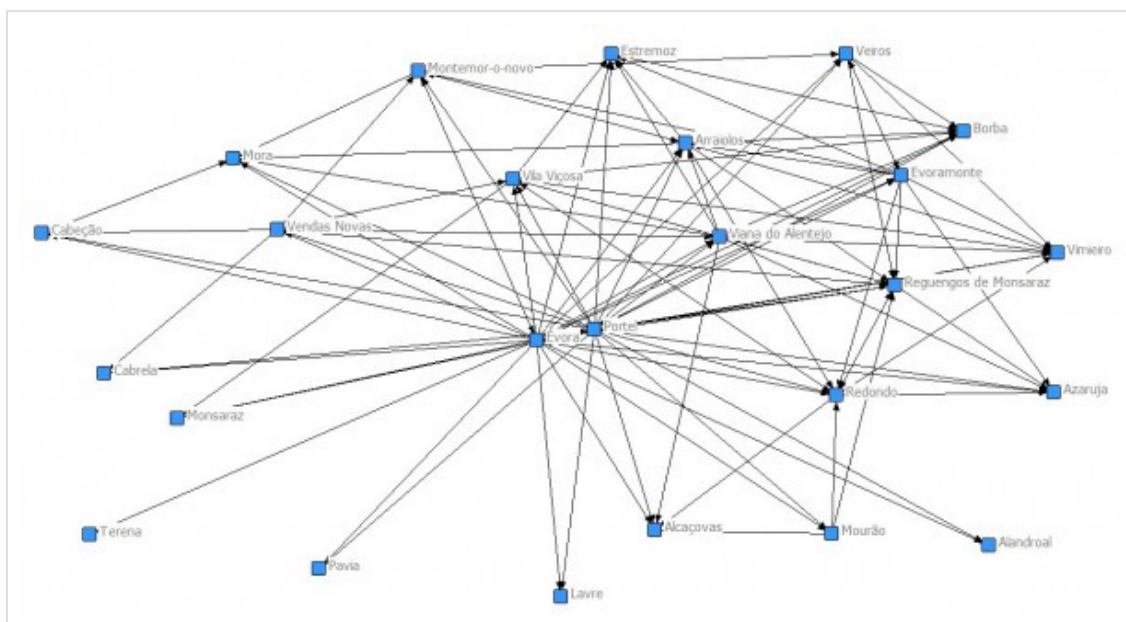 Estremoz
Veiros
Montemor-o-novo
Borba
Arraiolos
Mora
Evoramonte
Vila Viçosa
Vendas Novas
Cabeção
Viana do Alentejo
Vimieiro
Reguengos de Monsaraz
Portel
Evora
Cabrela
Redondo
Azaruja
Monsaraz
Terena
Alcaçovas
Mourão
Alandroal
Pavia
Lavre